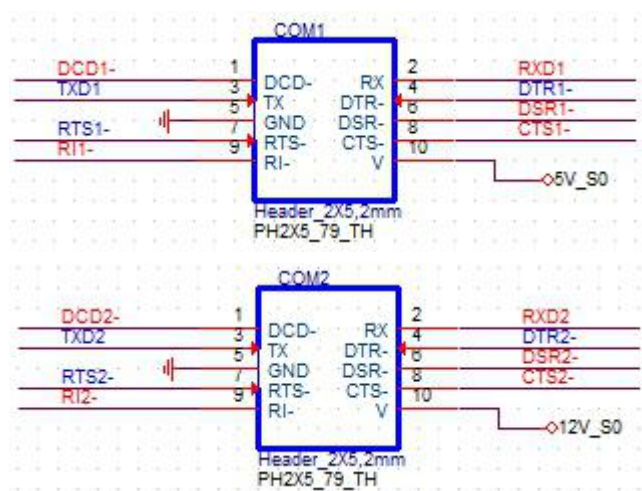 COM1
DCD1- 1 DCD- RX 2 RXD1
TXD1 3 TX DTR- 4 DTR1-
5 GND DSR- 6 DSR1-
RTS1- 7 RTS- CTS- 8 CTS1-
RI1- 9 RI- V 10
5V_S0
Header_2X5,2mm
PH2X5_79_TH
COM2
DCD2- 1 DCD- RX 2 RXD2
TXD2 3 TX DTR- 4 DTR2-
5 GND DSR- 6 DSR2-
RTS2- 7 RTS- CTS- 8 CTS2-
RI2- 9 RI- V 10
12V_S0
Header_2X5,2mm
PH2X5_79_TH